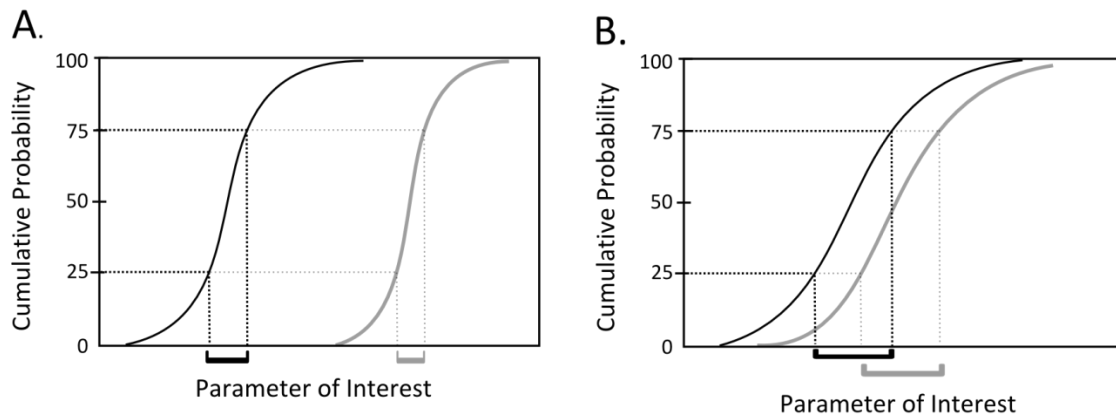 A.
Cumulative Probability
100
75
50
25
0
Parameter of Interest
B.
Cumulative Probability
100
75
50
25
0
Parameter of Interest